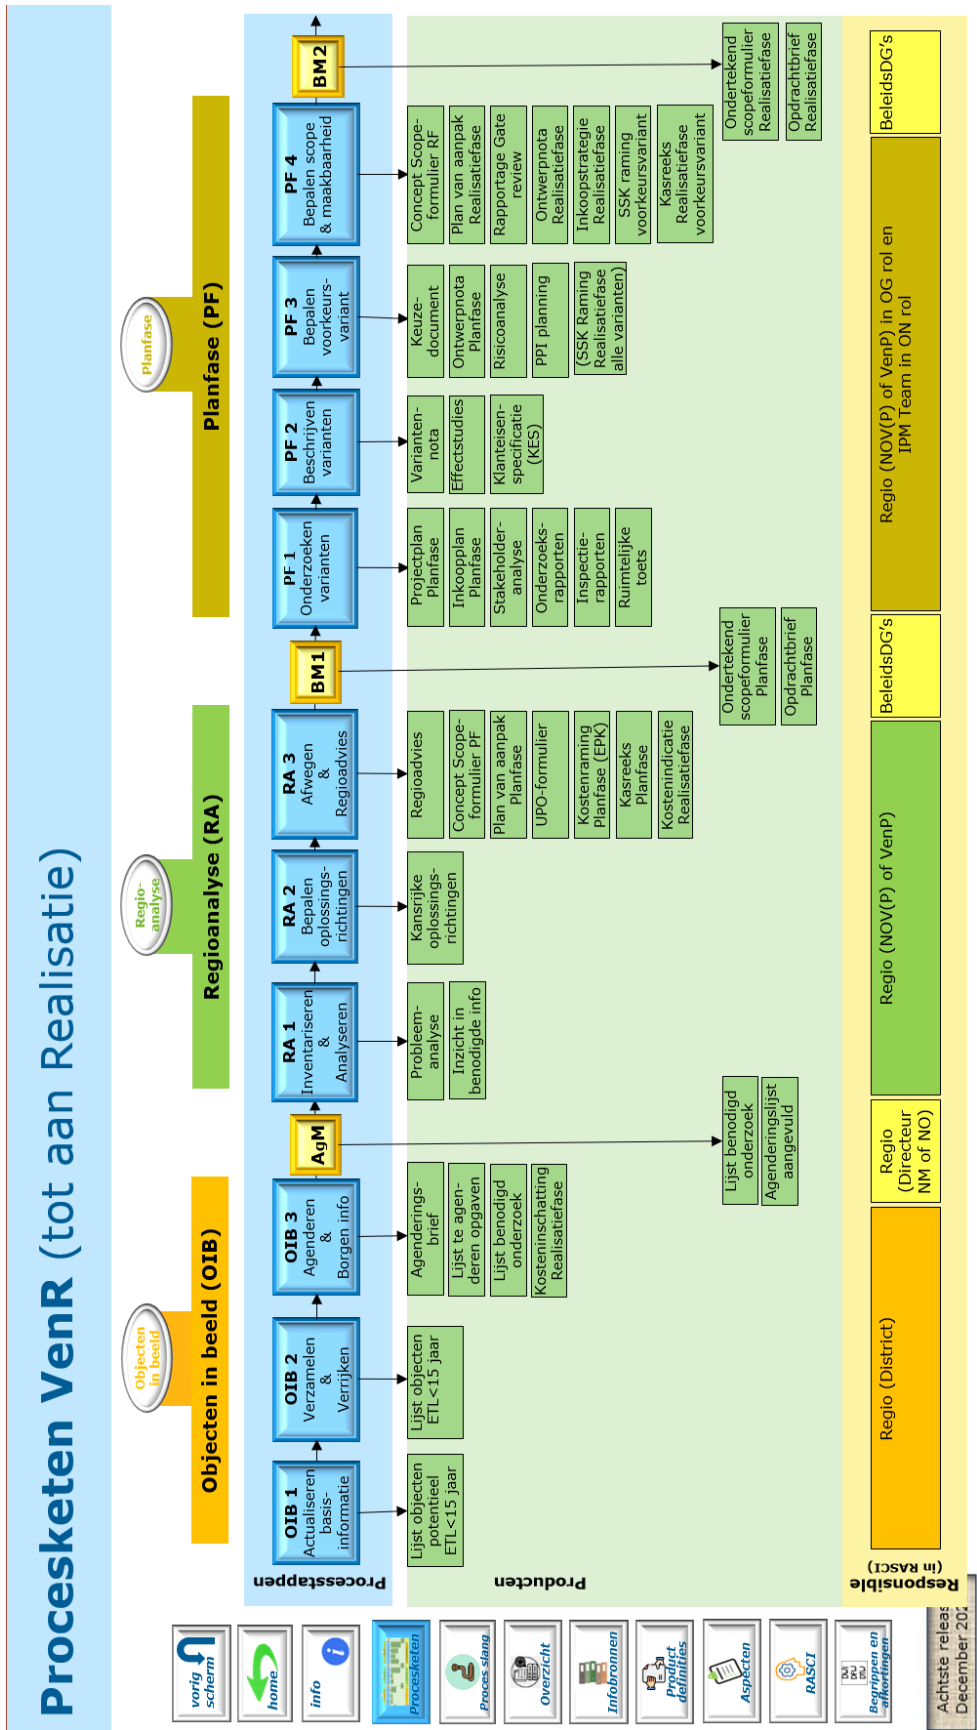 Procesketen VenR (tot aan Realisatie)
Objecten
in beeld
Regio-
analyse
Planfase
Objecten in beeld (OIB)
Regioanalyse (RA)
Planfase (PF)
Processtappen
OIB 1
Actualiseren
basis-
informatie
OIB 2
Verzamelen
&
Verrijken
OIB 3
Agenderen
&
Borgen info
AgM
RA 1
Inventariseren
&
Analyseren
RA 2
Bepalen
oplossings-
richtingen
RA 3
Afwegen
&
Regioadvies
BM1
PF 1
Onderzoeken
varianten
PF 2
Beschrijven
varianten
PF 3
Bepalen
voorkeurs-
variant
PF 4
Bepalen scope
& maakbaarheid
BM2
Producten
Lijst objecten
potentieel
ETL<15 jaar
Lijst objecten
ETL<15 jaar
Agenderings-
brief
Lijst te agen-
deren opgaven
Lijst benodigd
onderzoek
Kosteninschatting
Realisatiefase
Lijst benodigd
onderzoek
Agenderingslijst
aangevuld
Probleem-
analyse
Inzicht in
benodigde info
Kansrijke
oplossings-
richtingen
Regioadvies
Concept Scope-
formulier PF
Plan van aanpak
Planfase
UPO-formulier
Kostenraming
Planfase (EPK)
Kasreeks
Planfase
Kostenindicatie
Realisatiefase
Ondertekend
scopeformulier
Planfase
Opdrachtbrief
Planfase
Projectplan
Planfase
Inkoopplan
Planfase
Stakeholder-
analyse
Onderzoeks-
rapporten
Inspectie-
rapporten
Ruimtelijke
toets
Varianten-
nota
Effectstudies
Klanteisen-
specificatie
(KES)
Keuze-
document
Ontwerpnota
Planfase
Risicoanalyse
PPI planning
(SSK Raming
Realisatiefase
alle varianten)
Concept Scope-
formulier RF
Plan van aanpak
Realisatiefase
Rapportage Gate
review
Ontwerpnota
Realisatiefase
Inkoopstrategie
Realisatiefase
SSK raming
voorkeursvariant
Kasreeks
Realisatiefase
voorkeursvariant
Ondertekend
scopeformulier
Realisatiefase
Opdrachtbrief
Realisatiefase
Responsible
(in RASCI)
Regio (District)
Regio
(Directeur
NM of NO)
Regio (NOV(P) of VenP)
BeleidsDG's
Regio (NOV(P) of VenP) in OG rol en
IPM Team in ON rol
BeleidsDG's
vorig
scherm
home
info
Procesketen
Proces slang
Overzicht
Infobronnen
Product
definities
Aspecten
RASCI
Begrippen en
afkortingen
Achtste releas
December 202